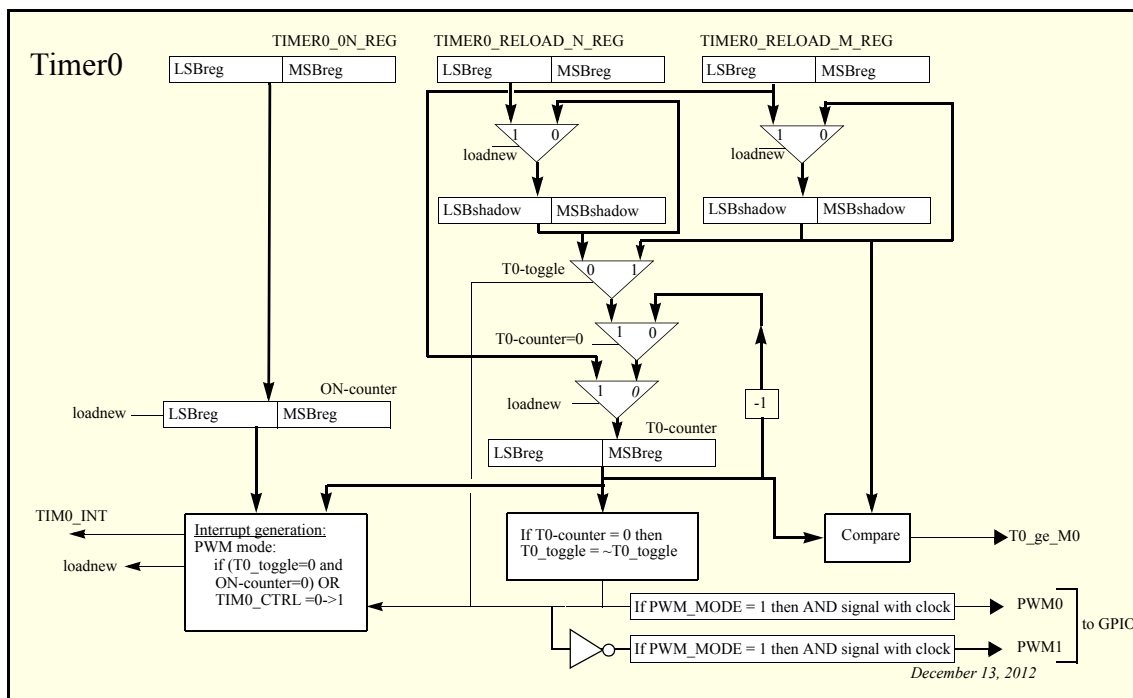 Timer0
TIMER0_0N_REG
TIMER0_RELOAD_N_REG
TIMER0_RELOAD_M_REG
LSBreg MSBreg
LSBreg MSBreg
LSBreg MSBreg
1 0
loadnew
1 0
loadnew
LSBshadow MSBshadow
LSBshadow MSBshadow
T0-toggle
0 1
T0-counter=0
1 0
loadnew
1 0
-1
ON-counter
loadnew
LSBreg MSBreg
T0-counter
LSBreg MSBreg
TIM0_INT
loadnew
Interrupt generation:
PWM mode:
if (T0_toggle=0 and
ON-counter=0) OR
TIM0_CTRL =0->1
If T0-counter = 0 then
T0_toggle = ~T0_toggle
Compare
T0_ge_M0
If PWM_MODE = 1 then AND signal with clock
PWM0
If PWM_MODE = 1 then AND signal with clock
PWM1
to GPIO
December 13, 2012